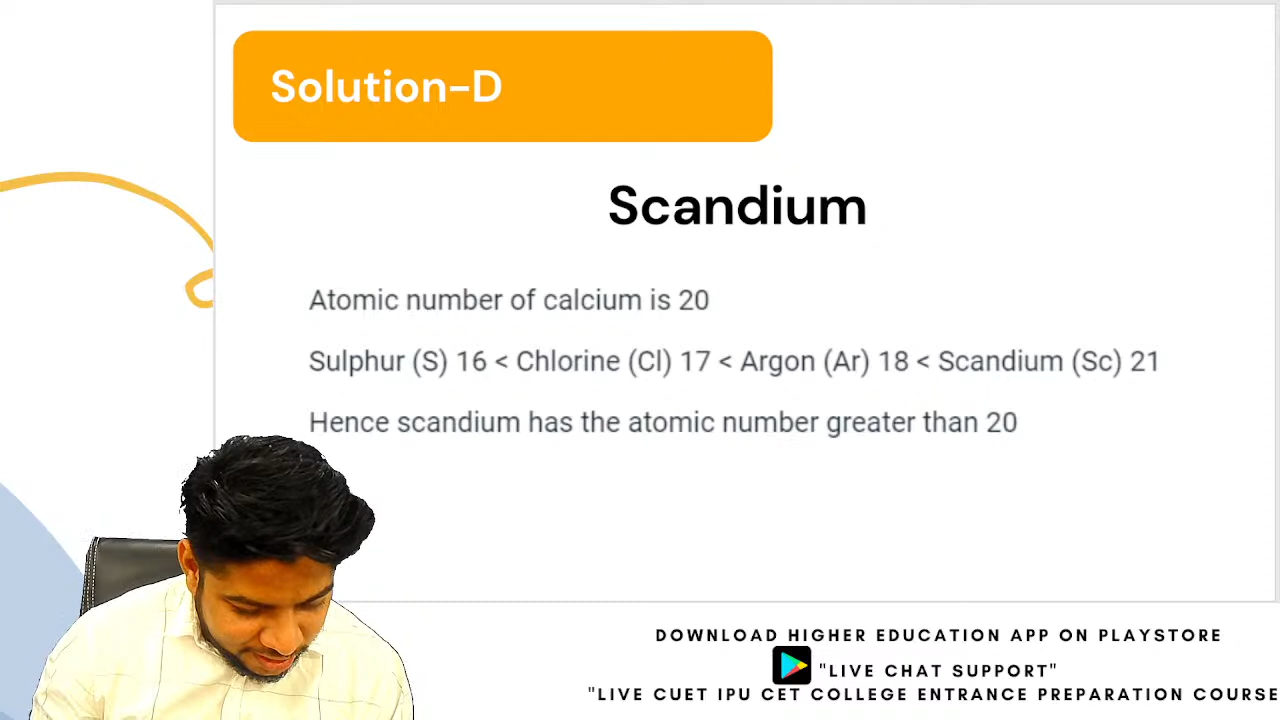 Solution-D
Scandium
Atomic number of calcium is 20
Sulphur (S) 16 < Chlorine (Cl) 17 < Argon (Ar) 18 < Scandium (Sc) 21
Hence scandium has the atomic number greater than 20
DOWNLOAD HIGHER EDUCATION APP ON PLAYSTORE
"LIVE CHAT SUPPORT"
"LIVE CUET IPU CET COLLEGE ENTRANCE PREPARATION COURSE